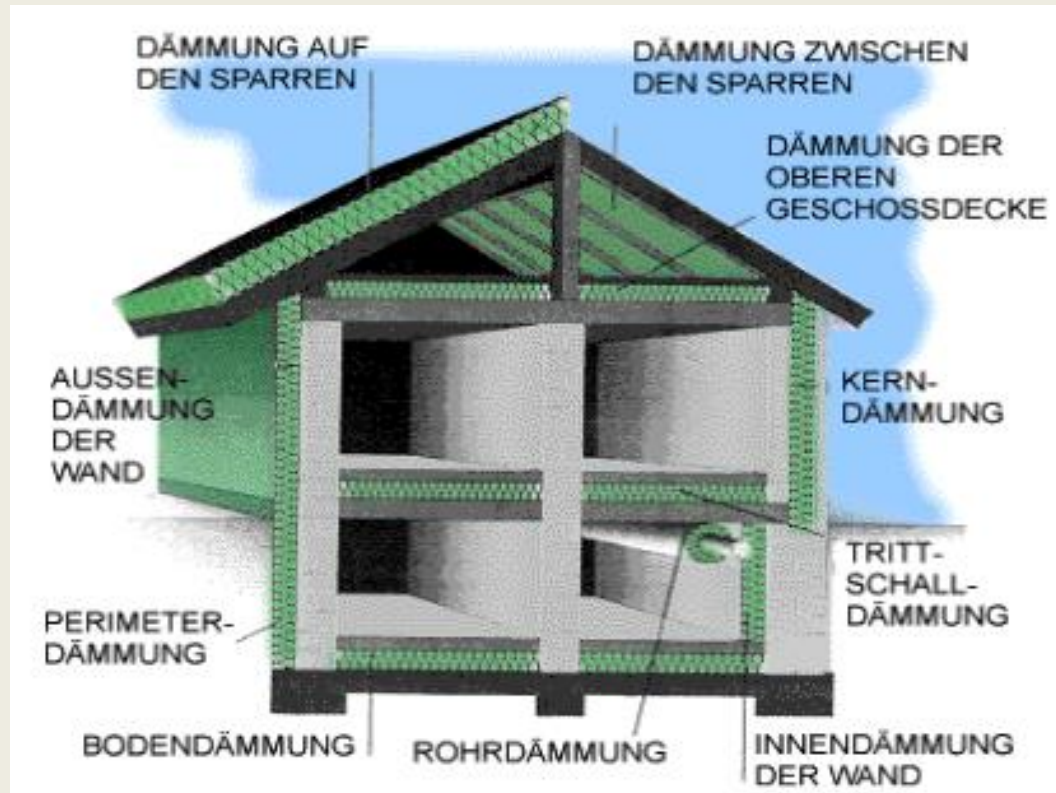 DÄMMUNG AUF
DEN SPARREN
DÄMMUNG ZWISCHEN
DEN SPARREN
DÄMMUNG DER
OBEREN
GESCHOSSDECKE
AUSSEN-
DÄMMUNG
DER
WAND
KERN-
DÄMMUNG
TRITT-
SCHALL-
DÄMMUNG
PERIMETER-
DÄMMUNG
BODENDÄMMUNG
ROHRDÄMMUNG
INNENDÄMMUNG
DER WAND